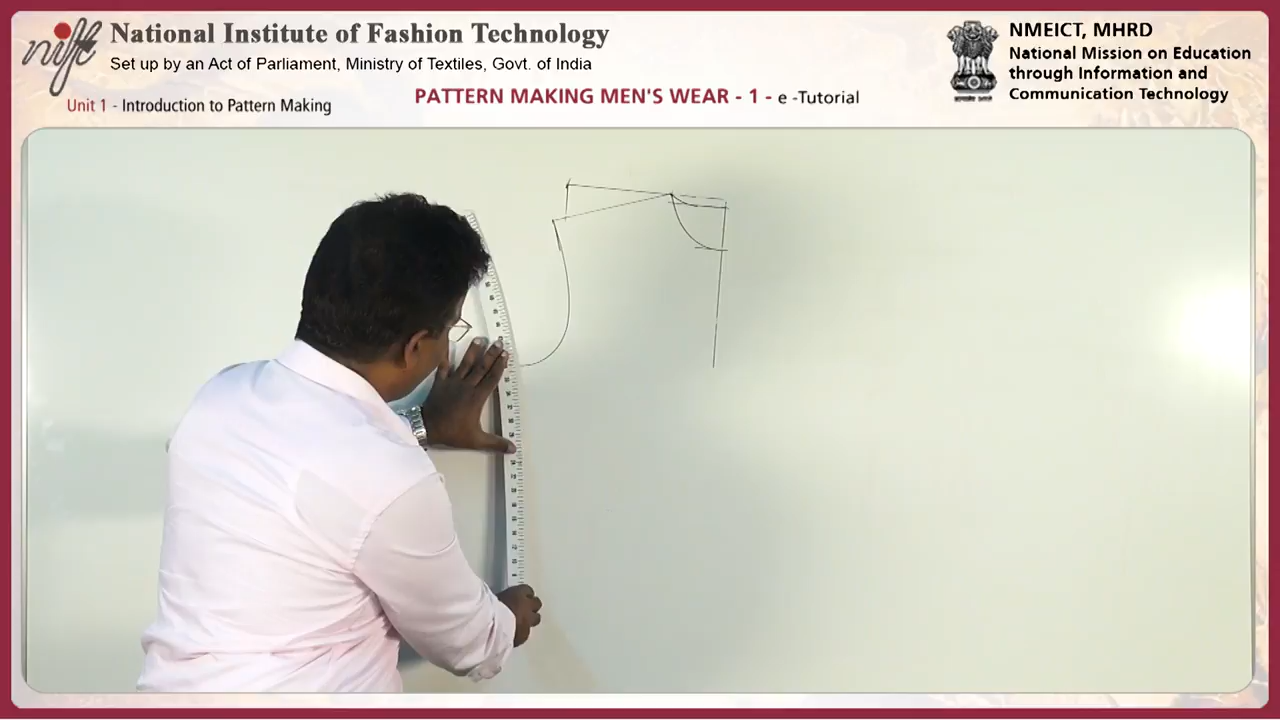 nift
National Institute of Fashion Technology
Set up by an Act of Parliament, Ministry of Textiles, Govt. of India
Unit 1 - Introduction to Pattern Making
PATTERN MAKING MEN'S WEAR - 1 - e -Tutorial
NMEICT, MHRD
National Mission on Education
through Information and
Communication Technology